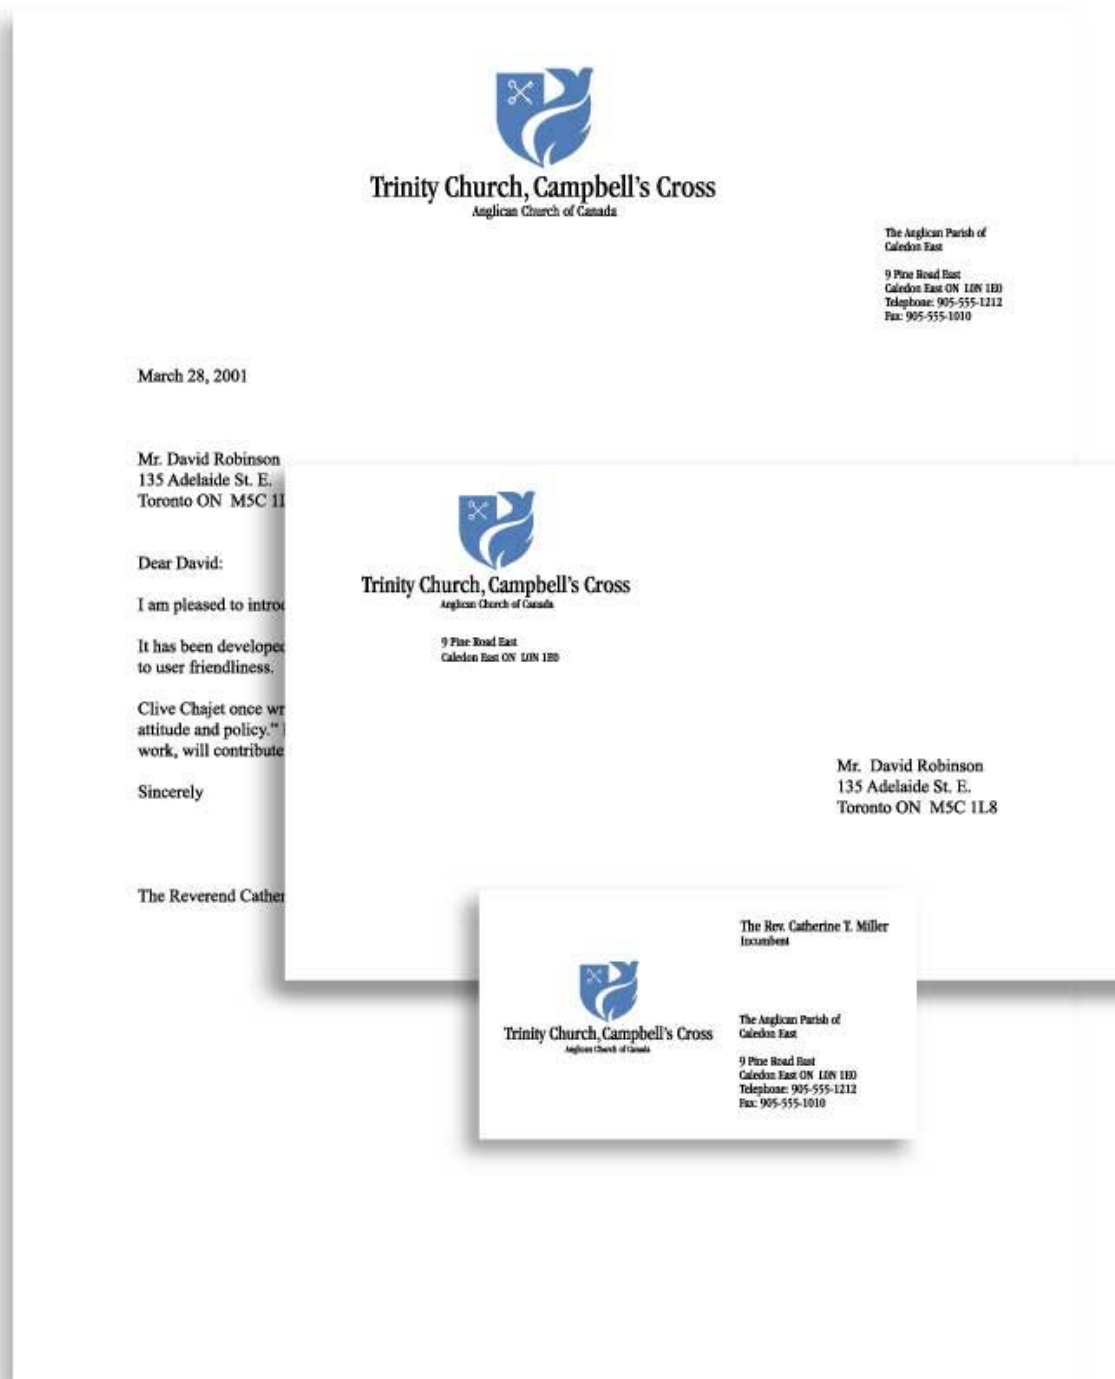 Trinity Church, Campbell's Cross
Anglican Church of Canada
The Anglican Parish of
Caledon East
9 Pine Road East
Caledon East ON L0N 1E0
Telephone: 905-555-1212
Fax: 905-555-1010
March 28, 2001
Mr. David Robinson
135 Adelaide St. E.
Toronto ON M5C
Dear David:
I am pleased to
It has been
to user friendliness.
Clive Chajet once
attitude and policy."
work, will contribute
Sincerely
The Reverend
Trinity Church, Campbell's Cross
Anglican Church of Canada
9 Pine Road East
Caledon East ON L0N 1E0
Mr. David Robinson
135 Adelaide St. E.
Toronto ON M5C 1L8
The Rev. Catherine T. Miller
Incumbent
Trinity Church, Campbell's Cross
Anglican Church of Canada
The Anglican Parish of
Caledon East
9 Pine Road East
Caledon East ON L0N 1E0
Telephone: 905-555-1212
Fax: 905-555-1010